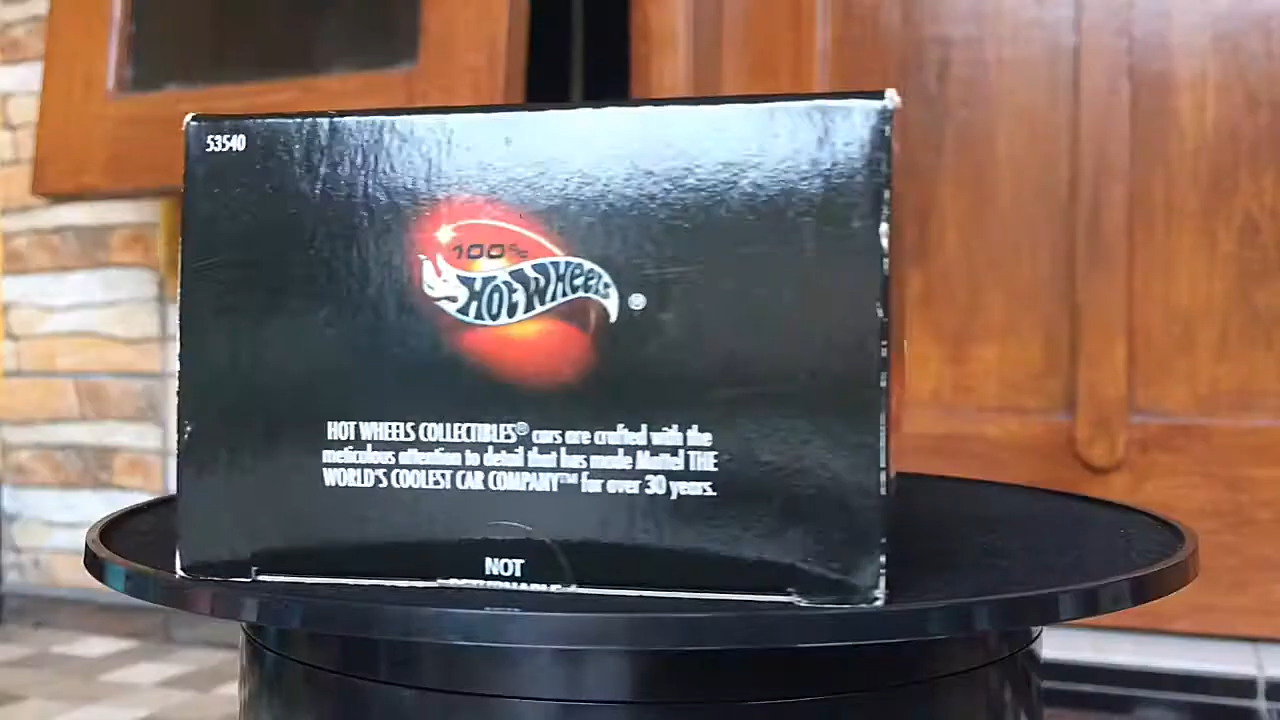 53540
100%
HOT WHEELS ®
HOT WHEELS COLLECTIBLES® cars are crafted with the
meticulous attention to detail that has made Mattel THE
WORLD'S COOLEST CAR COMPANY™ for over 30 years.
NOT